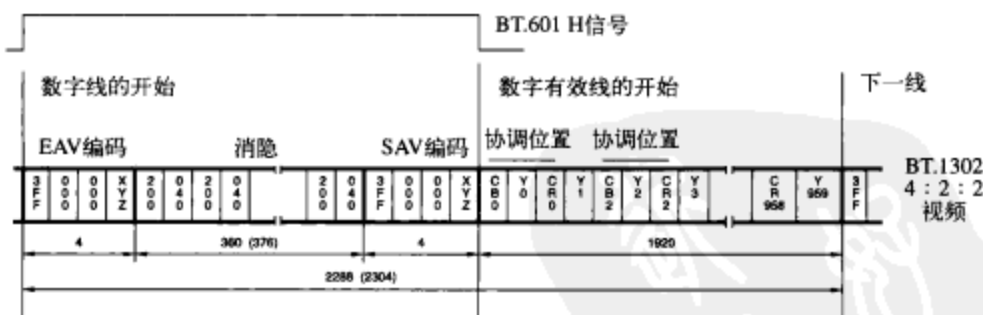 BT.601 H信号
数字线的开始
数字有效线的开始
下一线
EAV编码
消隐
SAV编码
协调位置
协调位置
BT.1302
4：2：2
视频
3FF 000 000 XYZ 200 040 200 040 200 040 3FF 000 000 XYZ CB0 Y0 CR0 Y1 CB2 Y2 CR2 Y3 CR958 Y959 3FF
4
360 (376)
4
1920
2288 (2304)